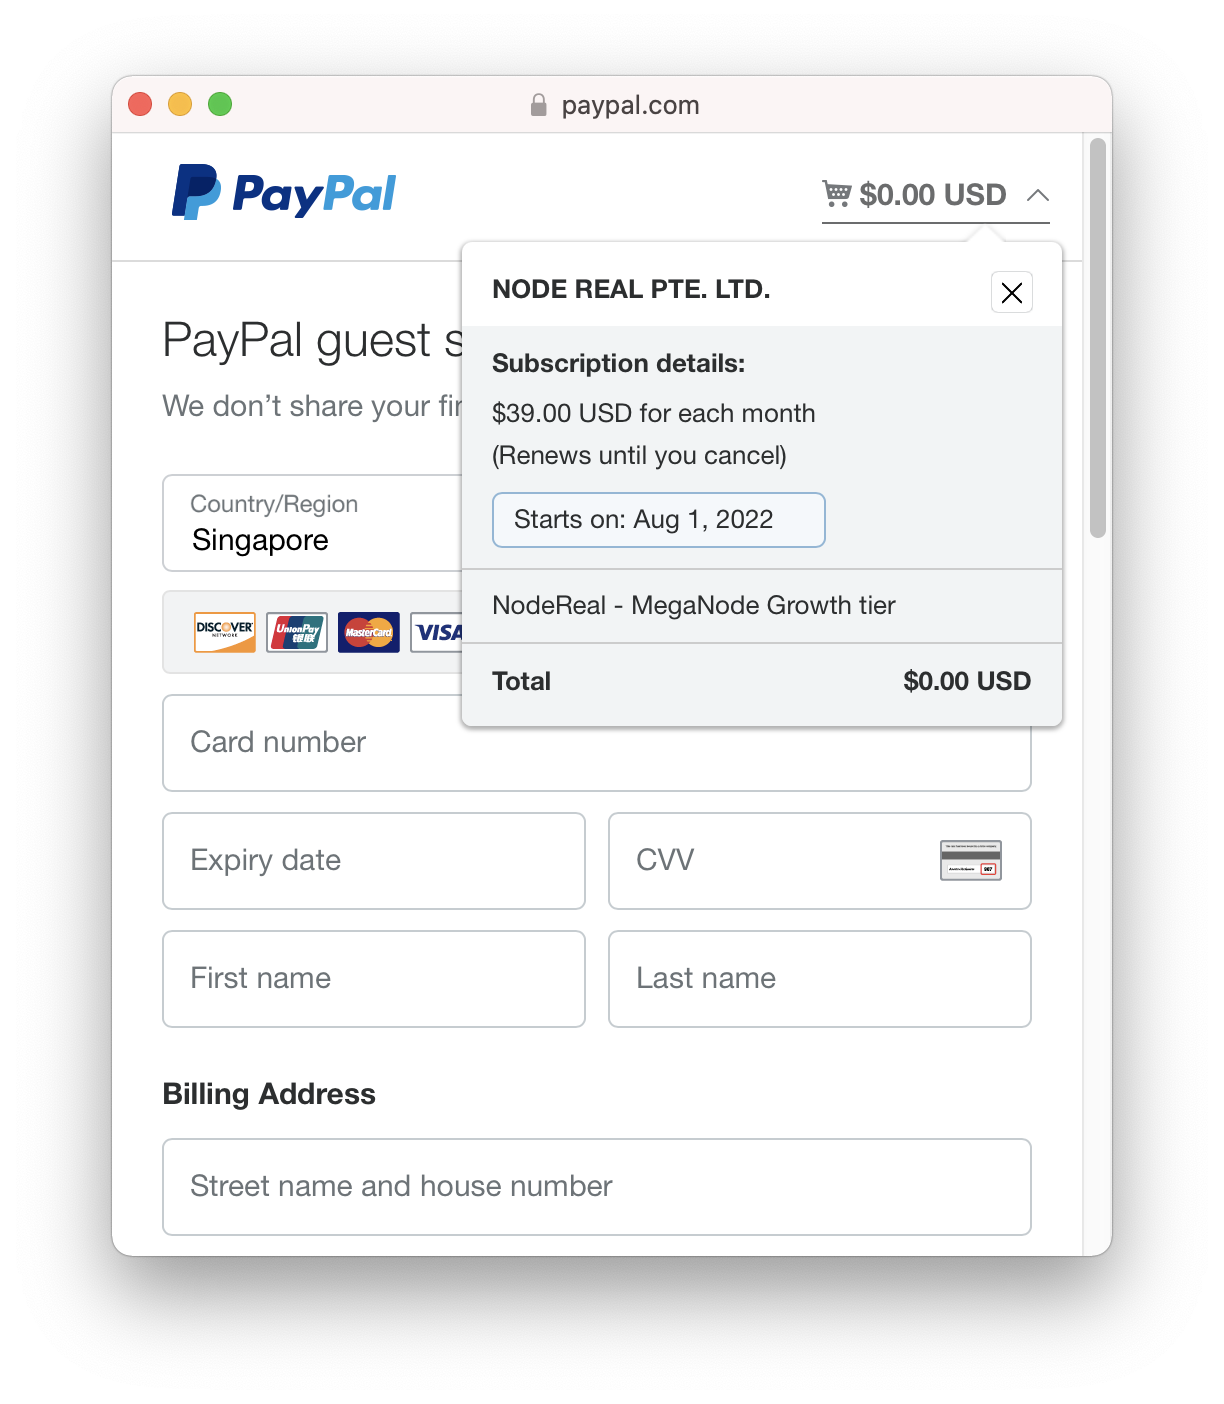 paypal.com
PayPal
$0.00 USD
NODE REAL PTE. LTD.
PayPal guest s
Subscription details:
We don’t share your fir
$39.00 USD for each month
(Renews until you cancel)
Country/Region
Singapore
Starts on: Aug 1, 2022
NodeReal - MegaNode Growth tier
DISCOVER
NETWORK
UnionPay
银联
MasterCard
VISA
Total $0.00 USD
Card number
Expiry date
CVV
987
First name
Last name
Billing Address
Street name and house number